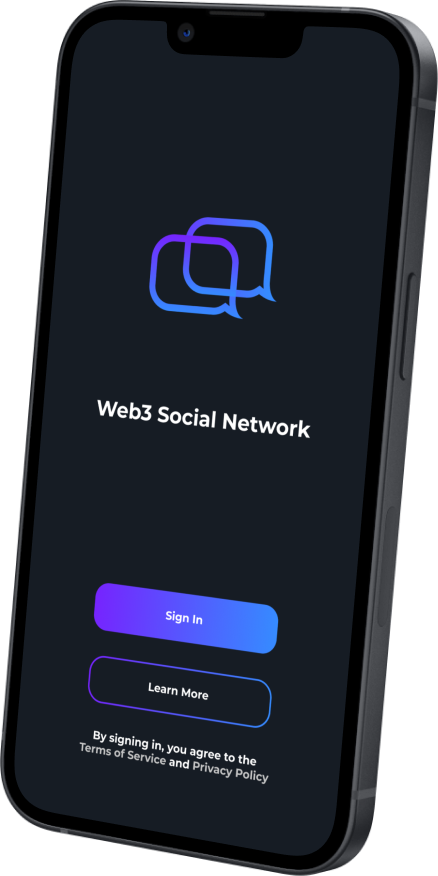 Web3 Social Network
Sign In
Learn More
By signing in, you agree to the
Terms of Service and Privacy Policy